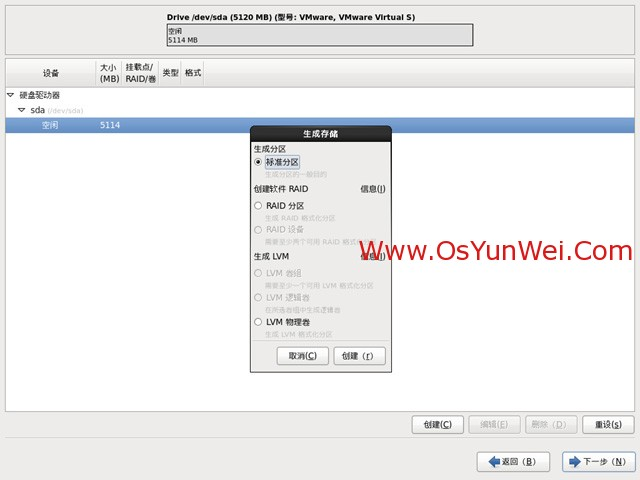 Drive /dev/sda (5120 MB) (型号: VMware, VMware Virtual S)
空闲
5114 MB
设备
大小
(MB)
挂载点/
RAID/卷
类型
格式
硬盘驱动器
sda (/dev/sda)
空闲 5114
生成存储
生成分区
标准分区
生成分区的一般目的
创建软件 RAID 信息(I)
RAID 分区
生成 RAID 格式化分区
RAID 设备
需要至少两个可用 RAID 格式化分区
Www.OsYunWei.Com
生成 LVM 信息(I)
LVM 卷组
需要至少一个可用 LVM 格式化分区
LVM 逻辑卷
在所选卷组中生成逻辑卷
LVM 物理卷
生成 LVM 格式化分区
取消(C) 创建（r）
创建(C) 编辑(E) 删除（D） 重设(s)
返回（B） 下一步（N）